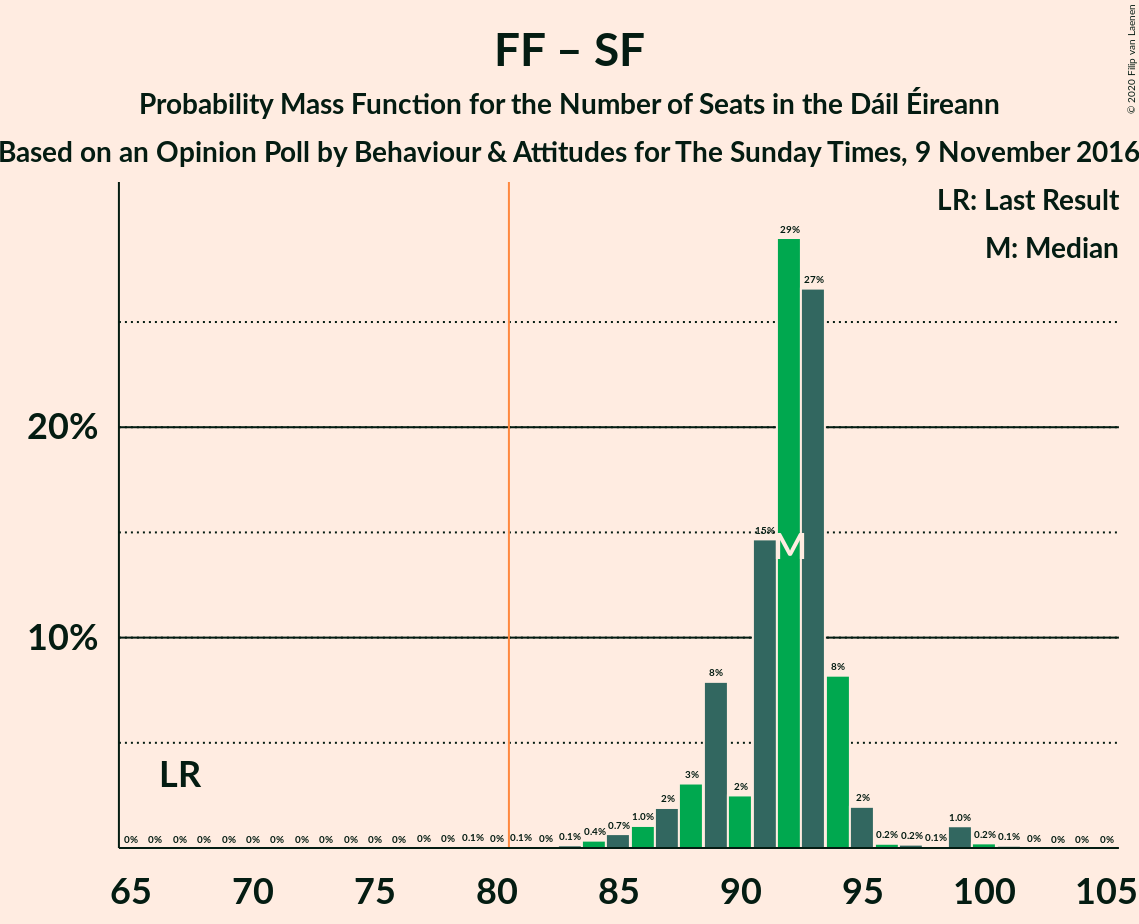 © 2020 Filip van Laenen
FF – SF
Probability Mass Function for the Number of Seats in the Dáil Éireann
Based on an Opinion Poll by Behaviour & Attitudes for The Sunday Times, 9 November 2016
LR: Last Result
M: Median
29%
27%
20%
15%
M
10%
8%
8%
LR
3%
2%
2%
2%
0% 0% 0% 0% 0% 0% 0% 0% 0% 0% 0% 0% 0% 0% 0.1% 0% 0.1% 0% 0.1% 0.4% 0.7% 1.0% 0.2% 0.2% 0.1% 1.0% 0.2% 0.1% 0% 0% 0% 0%
65 70 75 80 85 90 95 100 105